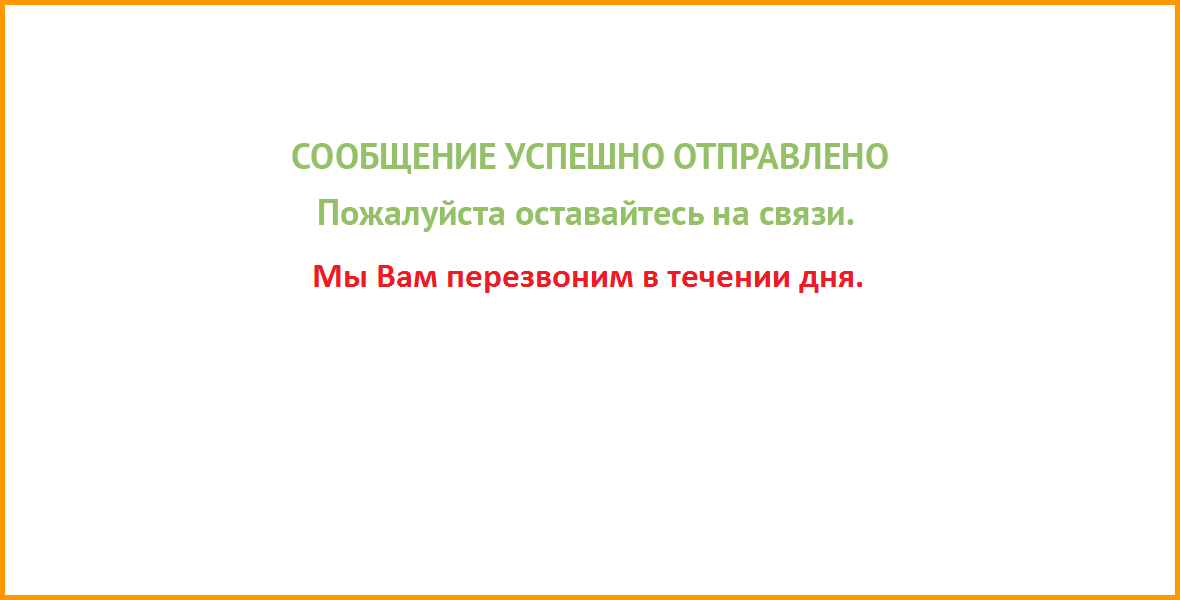 СООБЩЕНИЕ УСПЕШНО ОТПРАВЛЕНО
Пожалуйста оставайтесь на связи.
Мы Вам перезвоним в течении дня.